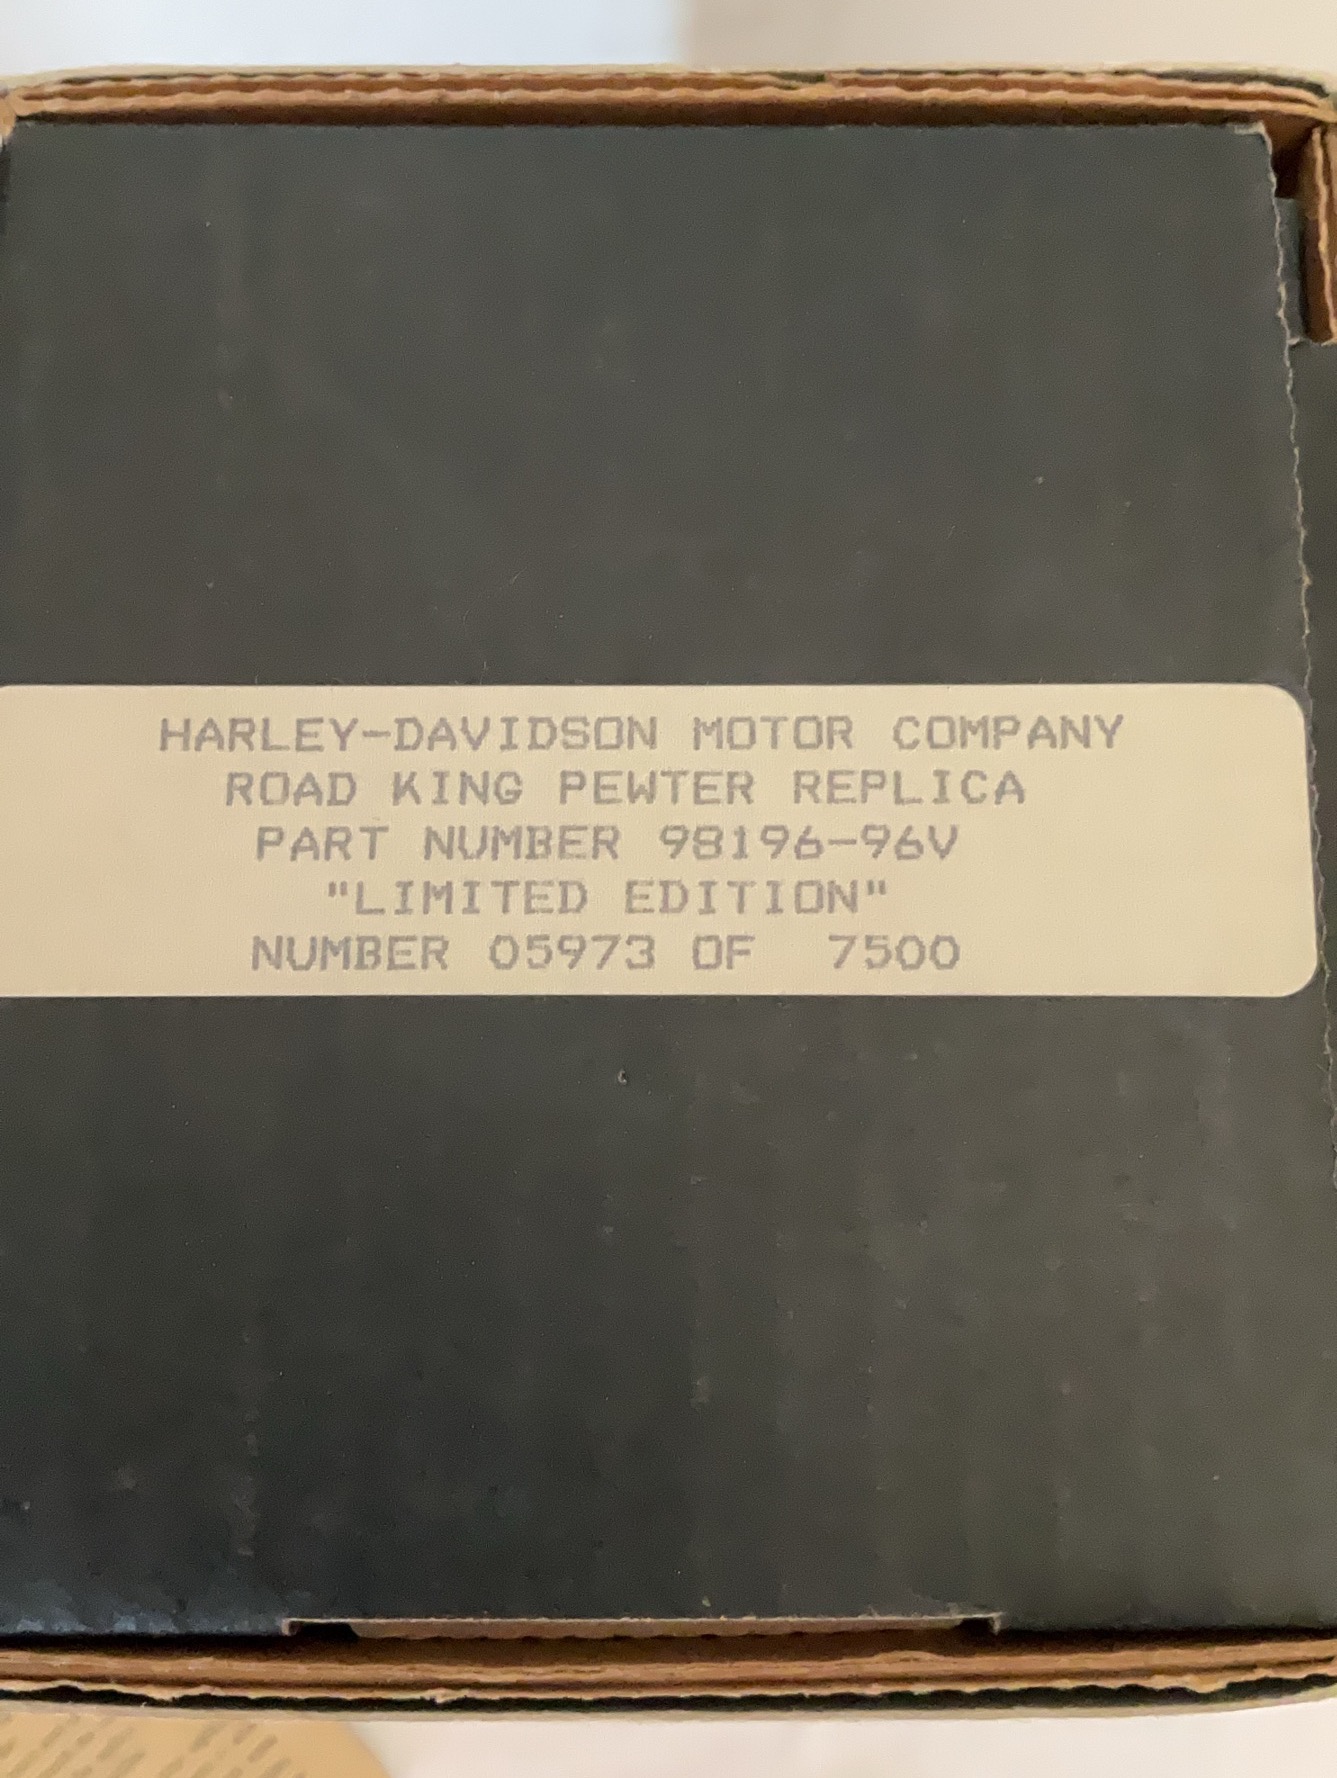 HARLEY-DAVIDSON MOTOR COMPANY
ROAD KING PEWTER REPLICA
PART NUMBER 98196-96V
"LIMITED EDITION"
NUMBER 05973 OF 7500